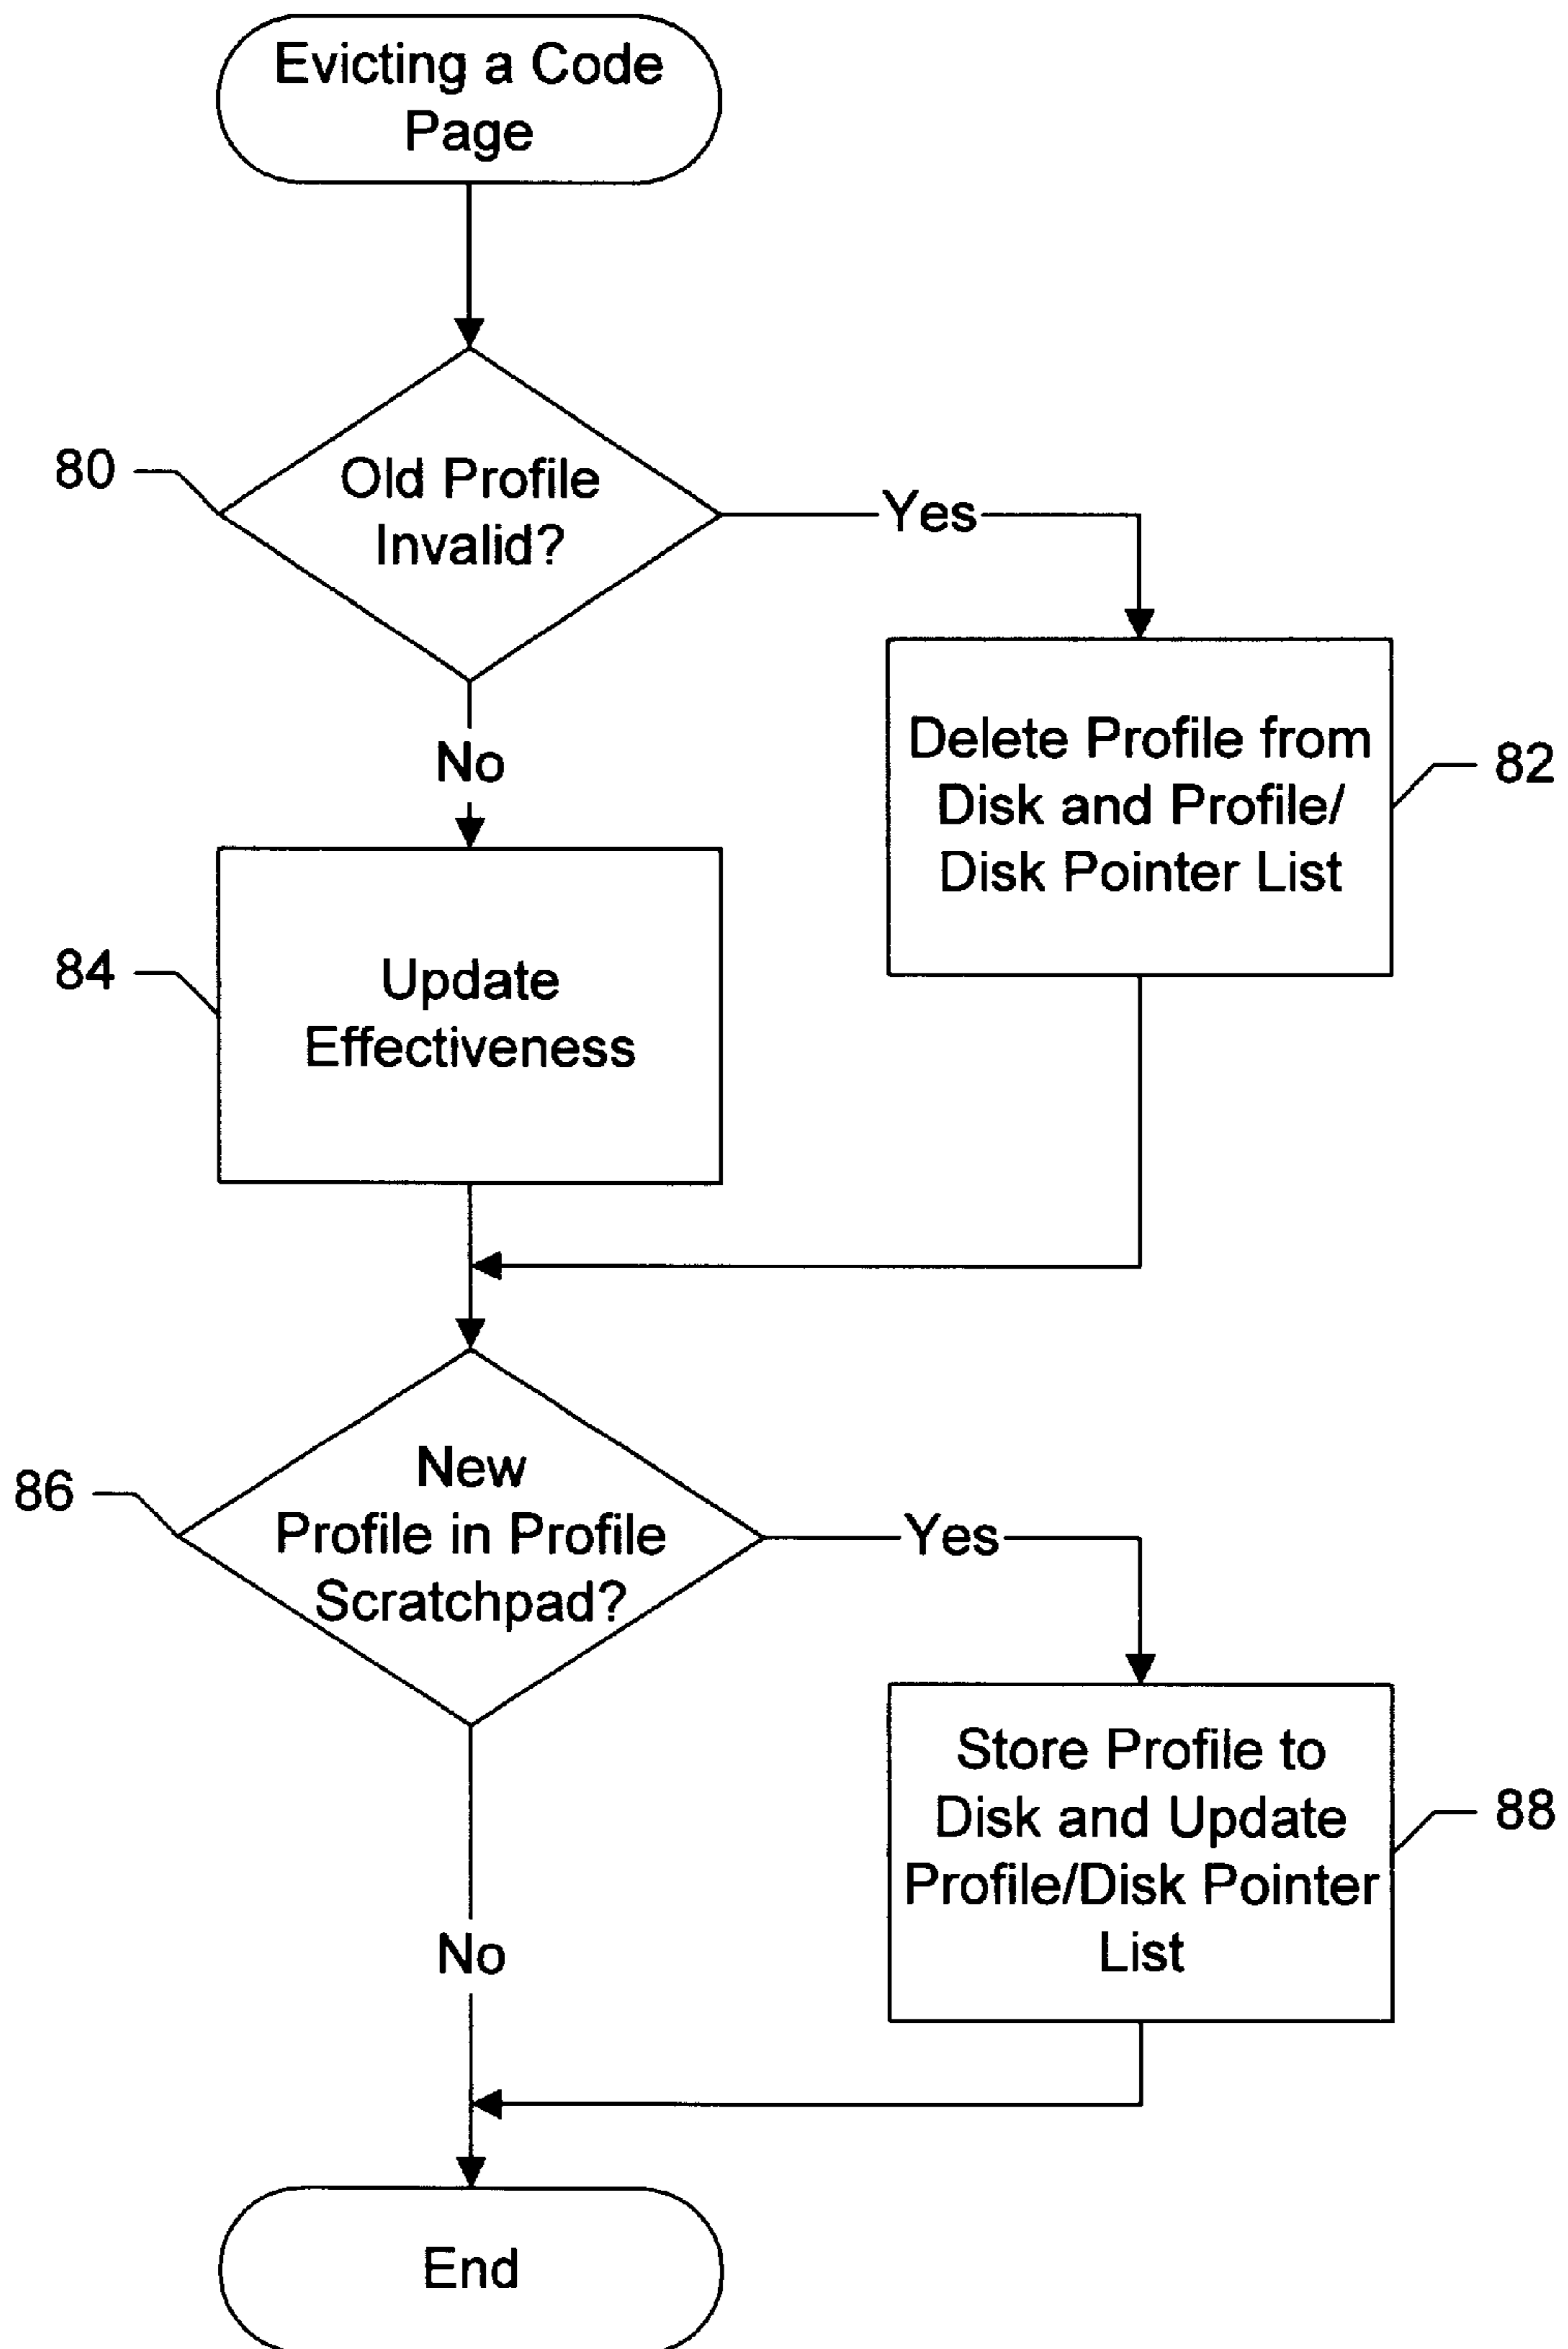 Evicting a Code
Page
80
Old Profile
Invalid?
Yes
No
Delete Profile from
Disk and Profile/
Disk Pointer List
82
84
Update
Effectiveness
86
New
Profile in Profile
Scratchpad?
Yes
Store Profile to
Disk and Update
Profile/Disk Pointer
List
88
No
End